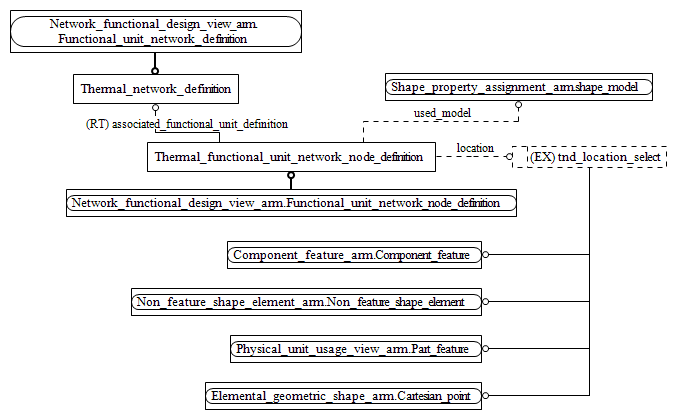 Network_functional_design_view_arm.
Functional_unit_network_definition
Thermal_network_definition
Shape_property_assignment_arm.shape_model
(RT) associated_functional_unit_definition
used_model
Thermal_functional_unit_network_node_definition
location
(EX) tnd_location_select
Network_functional_design_view_arm.Functional_unit_network_node_definition
Component_feature_arm.Component_feature
Non_feature_shape_element_arm.Non_feature_shape_element
Physical_unit_usage_view_arm.Part_feature
Elemental_geometric_shape_arm.Cartesian_point